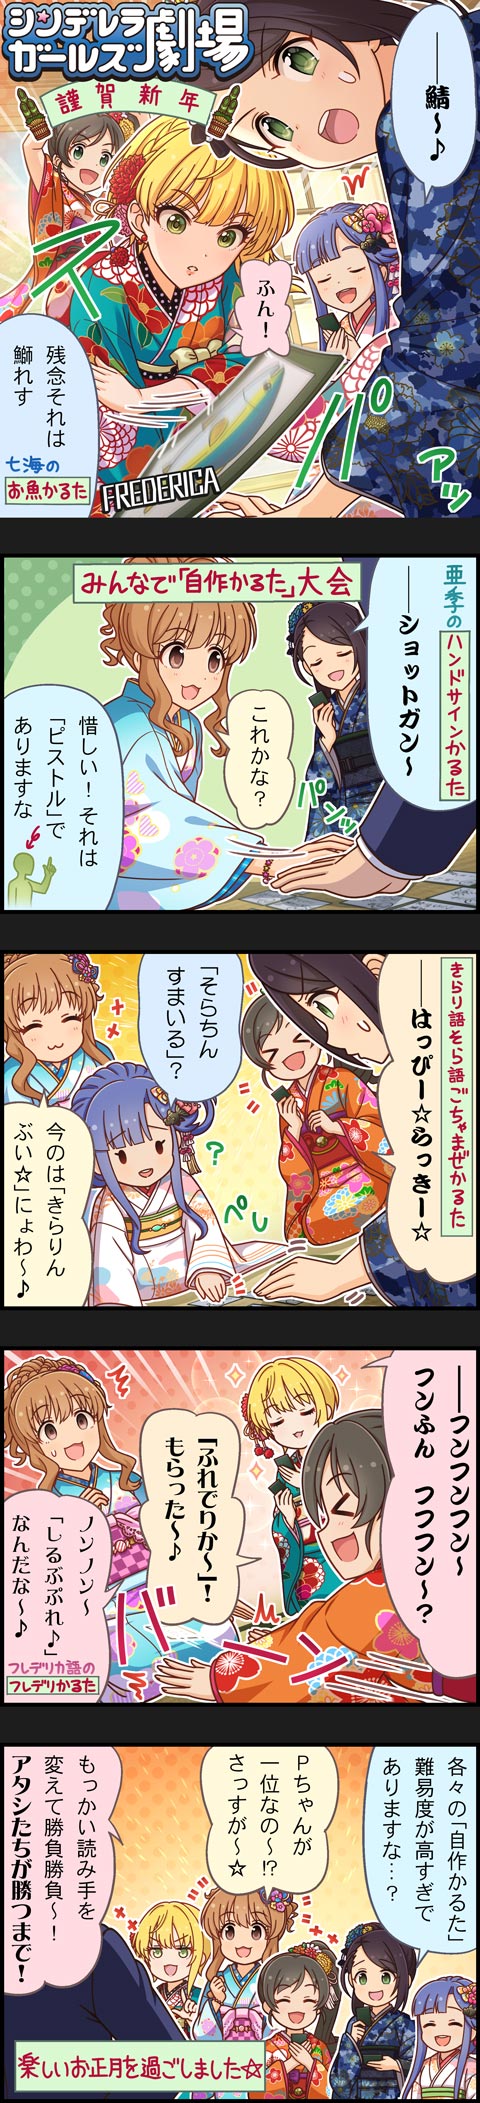 シンデレラ
ガールズ劇場
謹賀新年
――鯖～♪
ふん！
スパアッ
残念それは
鰤れす
七海の
お魚かるた
FREDERICA
みんなで「自作かるた」大会
亜季の
ハンドサインかるた
――ショットガン～
これかな？
パンッ
惜しい！それは
「ピストル」で
ありますな
きらり語そら語ごちゃまぜかるた
――はっぴー☆らっきー☆
「そらちん
すまいる」？
？
ぺし
今のは「きらりん
ぶい☆」にょわ～♪
――フンフンフン～
フンふん　フフフン～？
「ふれでりか～」！
もらった～♪
バーン
ノンノン～
「しるぶぷれ♪」
なんだな～♪
フレデリカ語の
フレデリかるた
各々の「自作かるた」
難易度が高すぎで
ありますな…？
Pちゃんが
一位なの～!?
さっすが～☆
もっかい読み手を
変えて勝負勝負～！
アタシたちが勝つまで！
楽しいお正月を過ごしました☆